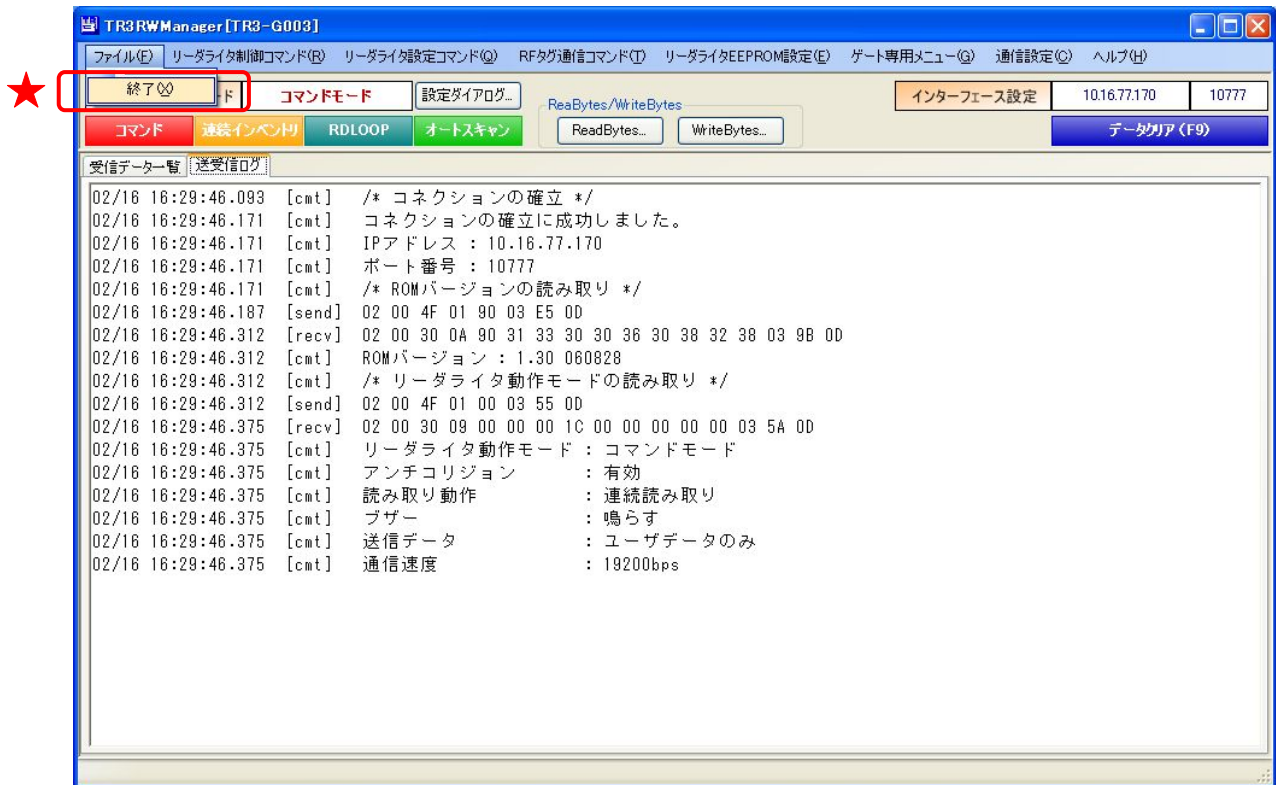 TR3RWManager[TR3-G003]
ファイル(F) リーダライタ制御コマンド(R) リーダライタ設定コマンド(Q) RFタグ通信コマンド(T) リーダライタEEPROM設定(E) ゲート専用メニュー(G) 通信設定(C) ヘルプ(H)
終了(X)
ド コマンドモード 設定ダイアログ... ReaBytes/WriteBytes インターフェース設定 10.16.77.170 10777
コマンド 連続インベントリ RDLOOP オートスキャン ReadBytes... WriteBytes... データクリア (F9)
受信データ一覧 送受信ログ
02/16 16:29:46.093 [cmt] /* コネクションの確立 */
02/16 16:29:46.171 [cmt] コネクションの確立に成功しました。
02/16 16:29:46.171 [cmt] IPアドレス : 10.16.77.170
02/16 16:29:46.171 [cmt] ポート番号 : 10777
02/16 16:29:46.171 [cmt] /* ROMバージョンの読み取り */
02/16 16:29:46.187 [send] 02 00 4F 01 90 03 E5 0D
02/16 16:29:46.312 [recv] 02 00 30 0A 90 31 33 30 30 36 30 38 32 38 03 9B 0D
02/16 16:29:46.312 [cmt] ROMバージョン : 1.30 060828
02/16 16:29:46.312 [cmt] /* リーダライタ動作モードの読み取り */
02/16 16:29:46.312 [send] 02 00 4F 01 00 03 55 0D
02/16 16:29:46.375 [recv] 02 00 30 09 00 00 00 1C 00 00 00 00 00 03 5A 0D
02/16 16:29:46.375 [cmt] リーダライタ動作モード : コマンドモード
02/16 16:29:46.375 [cmt] アンチコリジョン : 有効
02/16 16:29:46.375 [cmt] 読み取り動作 : 連続読み取り
02/16 16:29:46.375 [cmt] ブザー : 鳴らす
02/16 16:29:46.375 [cmt] 送信データ : ユーザデータのみ
02/16 16:29:46.375 [cmt] 通信速度 : 19200bps